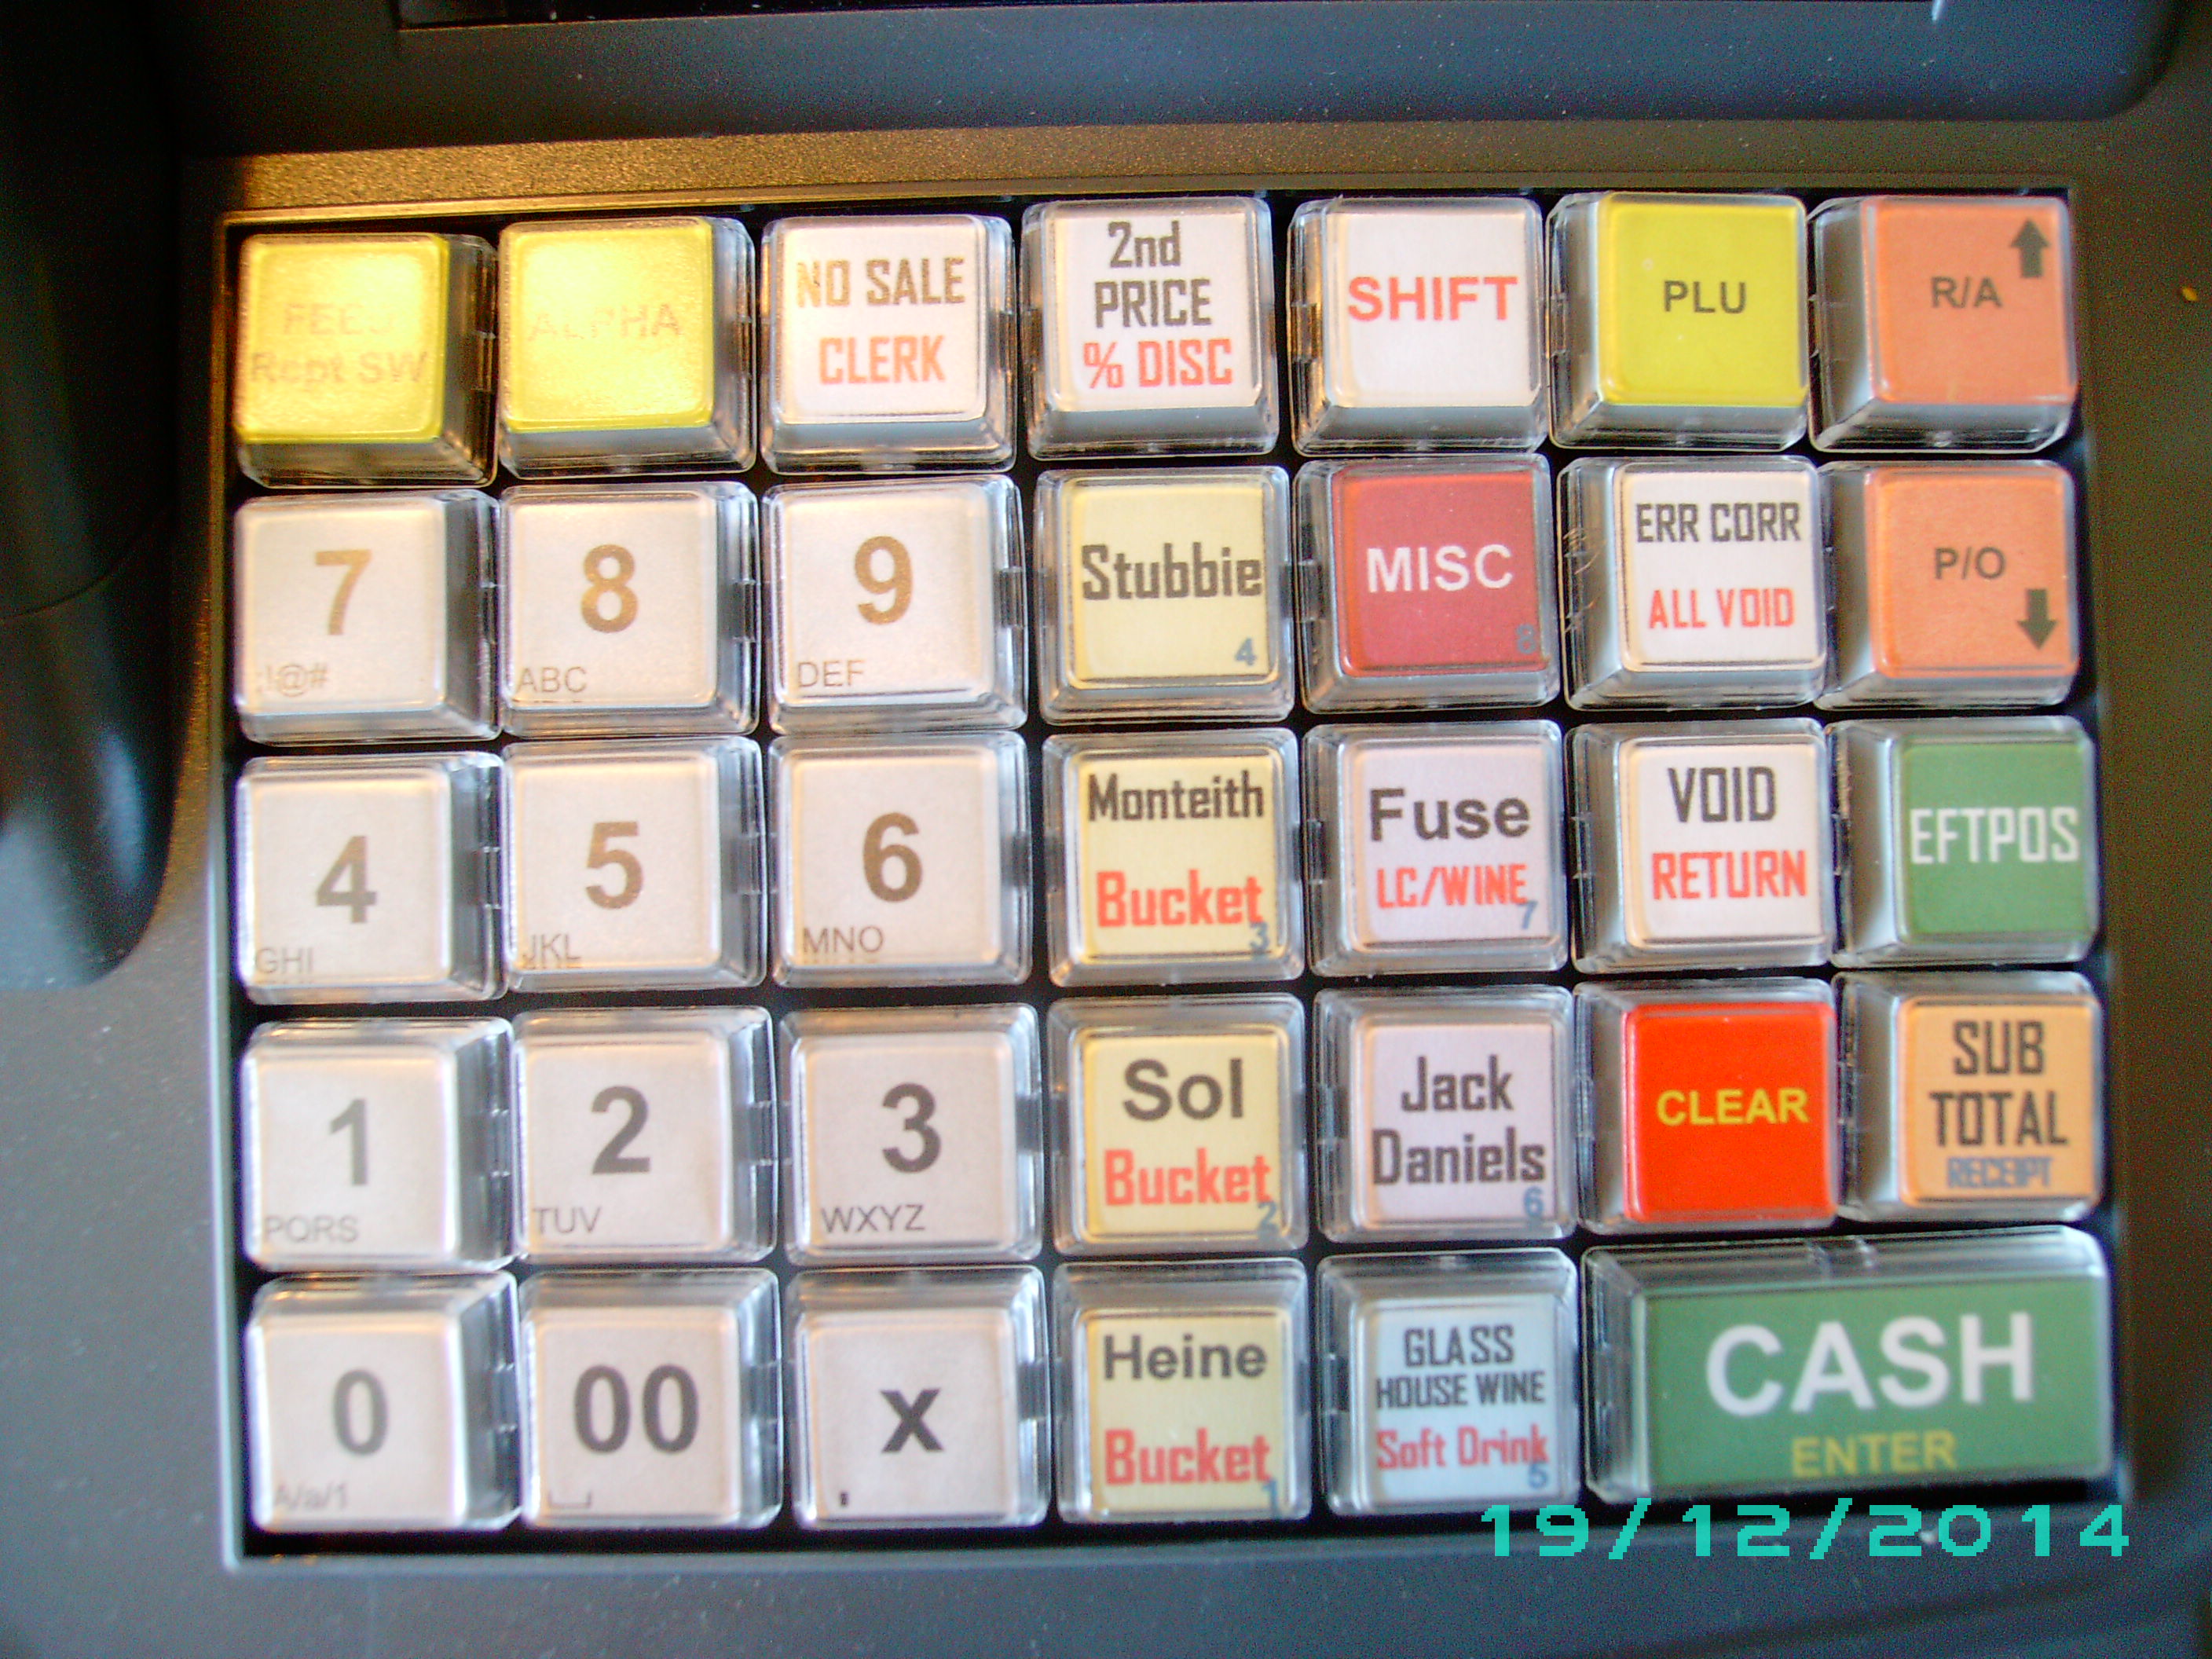 FEED
Rcpt SW
ALPHA
NO SALE
CLERK
2nd
PRICE
% DISC
SHIFT
PLU
R/A
7
!@#
8
ABC
9
DEF
Stubbie
4
MISC
8
ERR CORR
ALL VOID
P/O
4
GHI
5
JKL
6
MNO
Monteith
Bucket
3
Fuse
LC/WINE
7
VOID
RETURN
EFTPOS
1
PQRS
2
TUV
3
WXYZ
Sol
Bucket
2
Jack
Daniels
6
CLEAR
SUB
TOTAL
RECEIPT
0
A/a/1
00
x
Heine
Bucket
1
GLASS
HOUSE WINE
Soft Drink
5
CASH
ENTER
19/12/2014